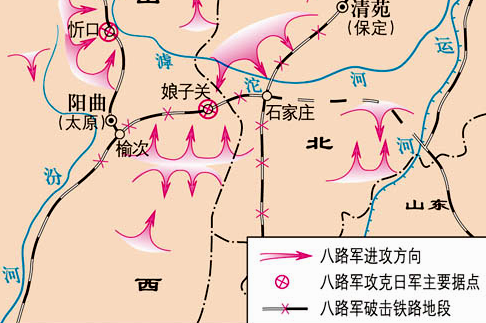 山
清苑
(保定)
忻口
滹
沱
河
运
河
娘子关
阳曲
(太原)
石家庄
榆次
北
汾
河
山东
西
八路军进攻方向
八路军攻克日军主要据点
八路军破击铁路地段